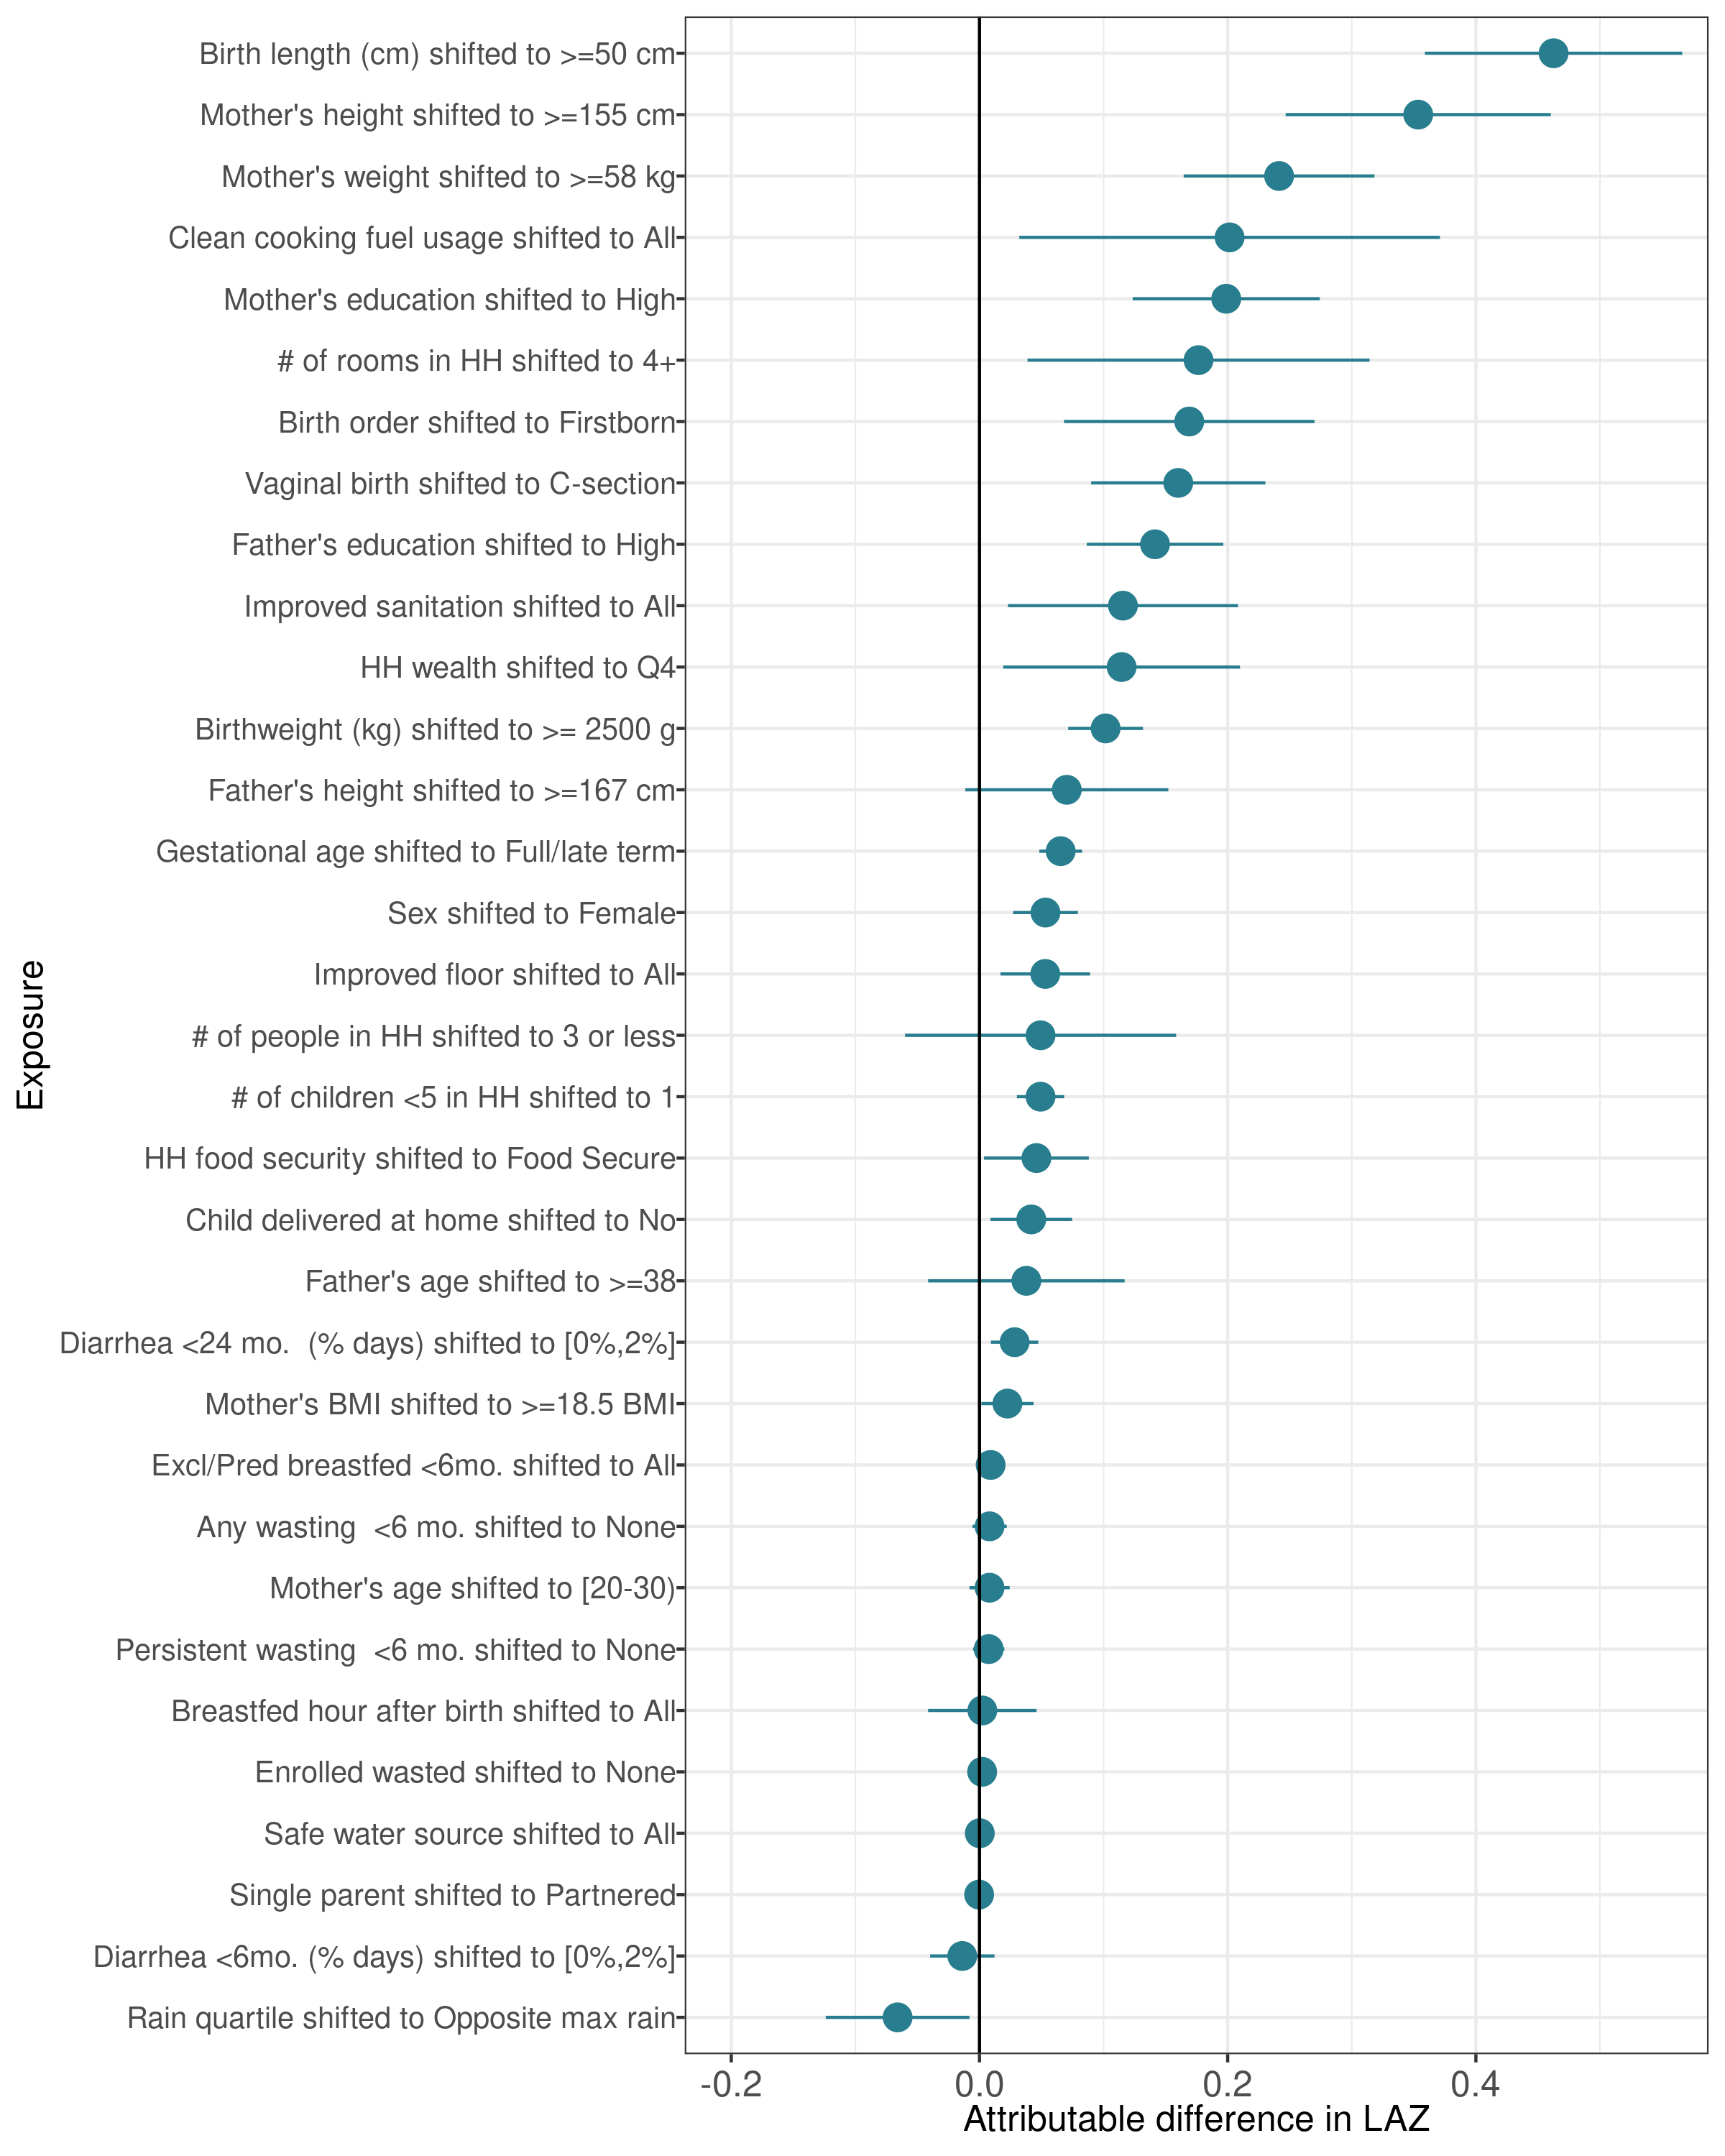 Birth length (cm) shifted to >=50 cm
Mother's height shifted to >=155 cm
Mother's weight shifted to >=58 kg
Clean cooking fuel usage shifted to All
Mother's education shifted to High
# of rooms in HH shifted to 4+
Birth order shifted to Firstborn
Vaginal birth shifted to C-section
Father's education shifted to High
Improved sanitation shifted to All
HH wealth shifted to Q4
Birthweight (kg) shifted to >= 2500 g
Father's height shifted to >=167 cm
Gestational age shifted to Full/late term
Sex shifted to Female
Improved floor shifted to All
# of people in HH shifted to 3 or less
# of children <5 in HH shifted to 1
HH food security shifted to Food Secure
Child delivered at home shifted to No
Father's age shifted to >=38
Diarrhea <24 mo.  (% days) shifted to [0%,2%]
Mother's BMI shifted to >=18.5 BMI
Excl/Pred breastfed <6mo. shifted to All
Any wasting  <6 mo. shifted to None
Mother's age shifted to [20-30)
Persistent wasting  <6 mo. shifted to None
Breastfed hour after birth shifted to All
Enrolled wasted shifted to None
Safe water source shifted to All
Single parent shifted to Partnered
Diarrhea <6mo. (% days) shifted to [0%,2%]
Rain quartile shifted to Opposite max rain
Exposure
-0.2 0.0 0.2 0.4
Attributable difference in LAZ